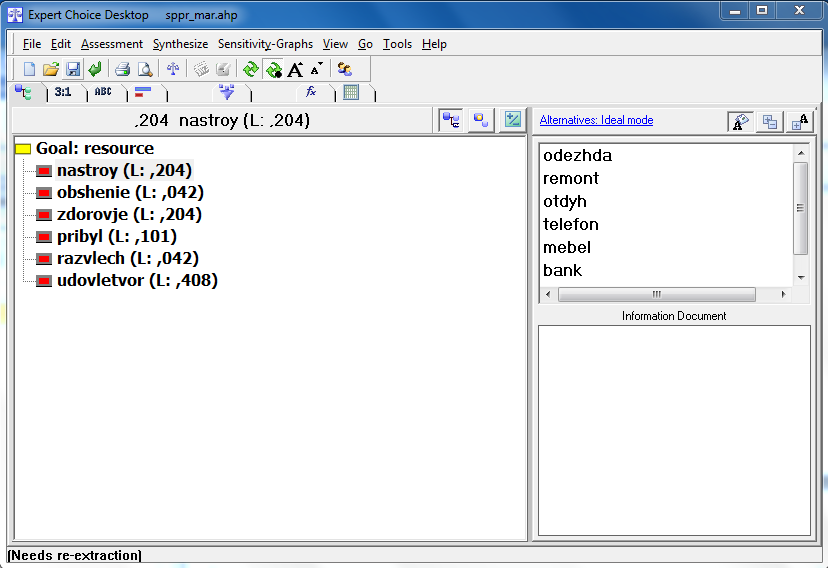 Expert Choice Desktop sppr_mar.ahp
File Edit Assessment Synthesize Sensitivity-Graphs View Go Tools Help
A A
3:1 ABC fx
,204 nastroy (L: ,204)
Alternatives: Ideal mode
A A
Goal: resource
nastroy (L: ,204)
obshenie (L: ,042)
zdorovje (L: ,204)
pribyl (L: ,101)
razvlech (L: ,042)
udovletvor (L: ,408)
odezhda
remont
otdyh
telefon
mebel
bank
Information Document
(Needs re-extraction)